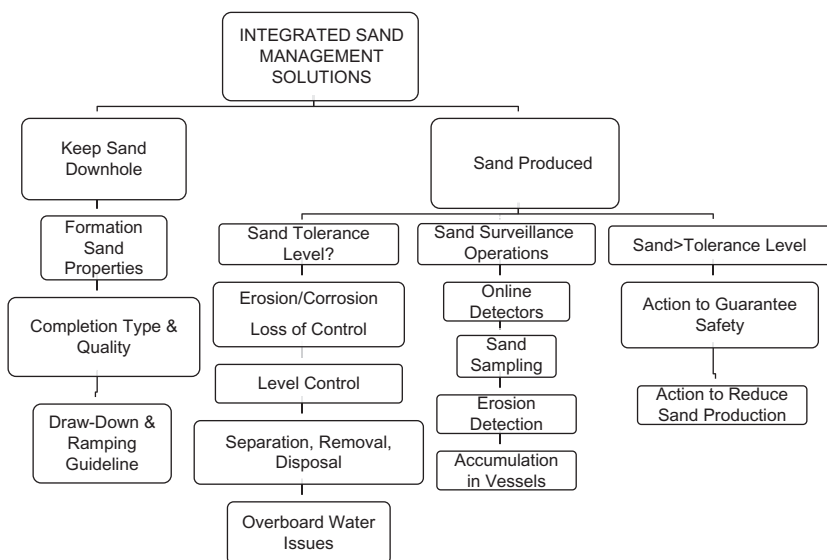 INTEGRATED SAND
MANAGEMENT
SOLUTIONS
Keep Sand
Downhole
Sand Produced
Formation
Sand
Properties
Completion Type &
Quality
Draw-Down &
Ramping
Guideline
Sand Tolerance
Level?
Erosion/Corrosion
Loss of Control
Level Control
Separation, Removal,
Disposal
Overboard Water
Issues
Sand Surveillance
Operations
Online
Detectors
Sand
Sampling
Erosion
Detection
Accumulation
in Vessels
Sand>Tolerance Level
Action to Guarantee
Safety
Action to Reduce
Sand Production